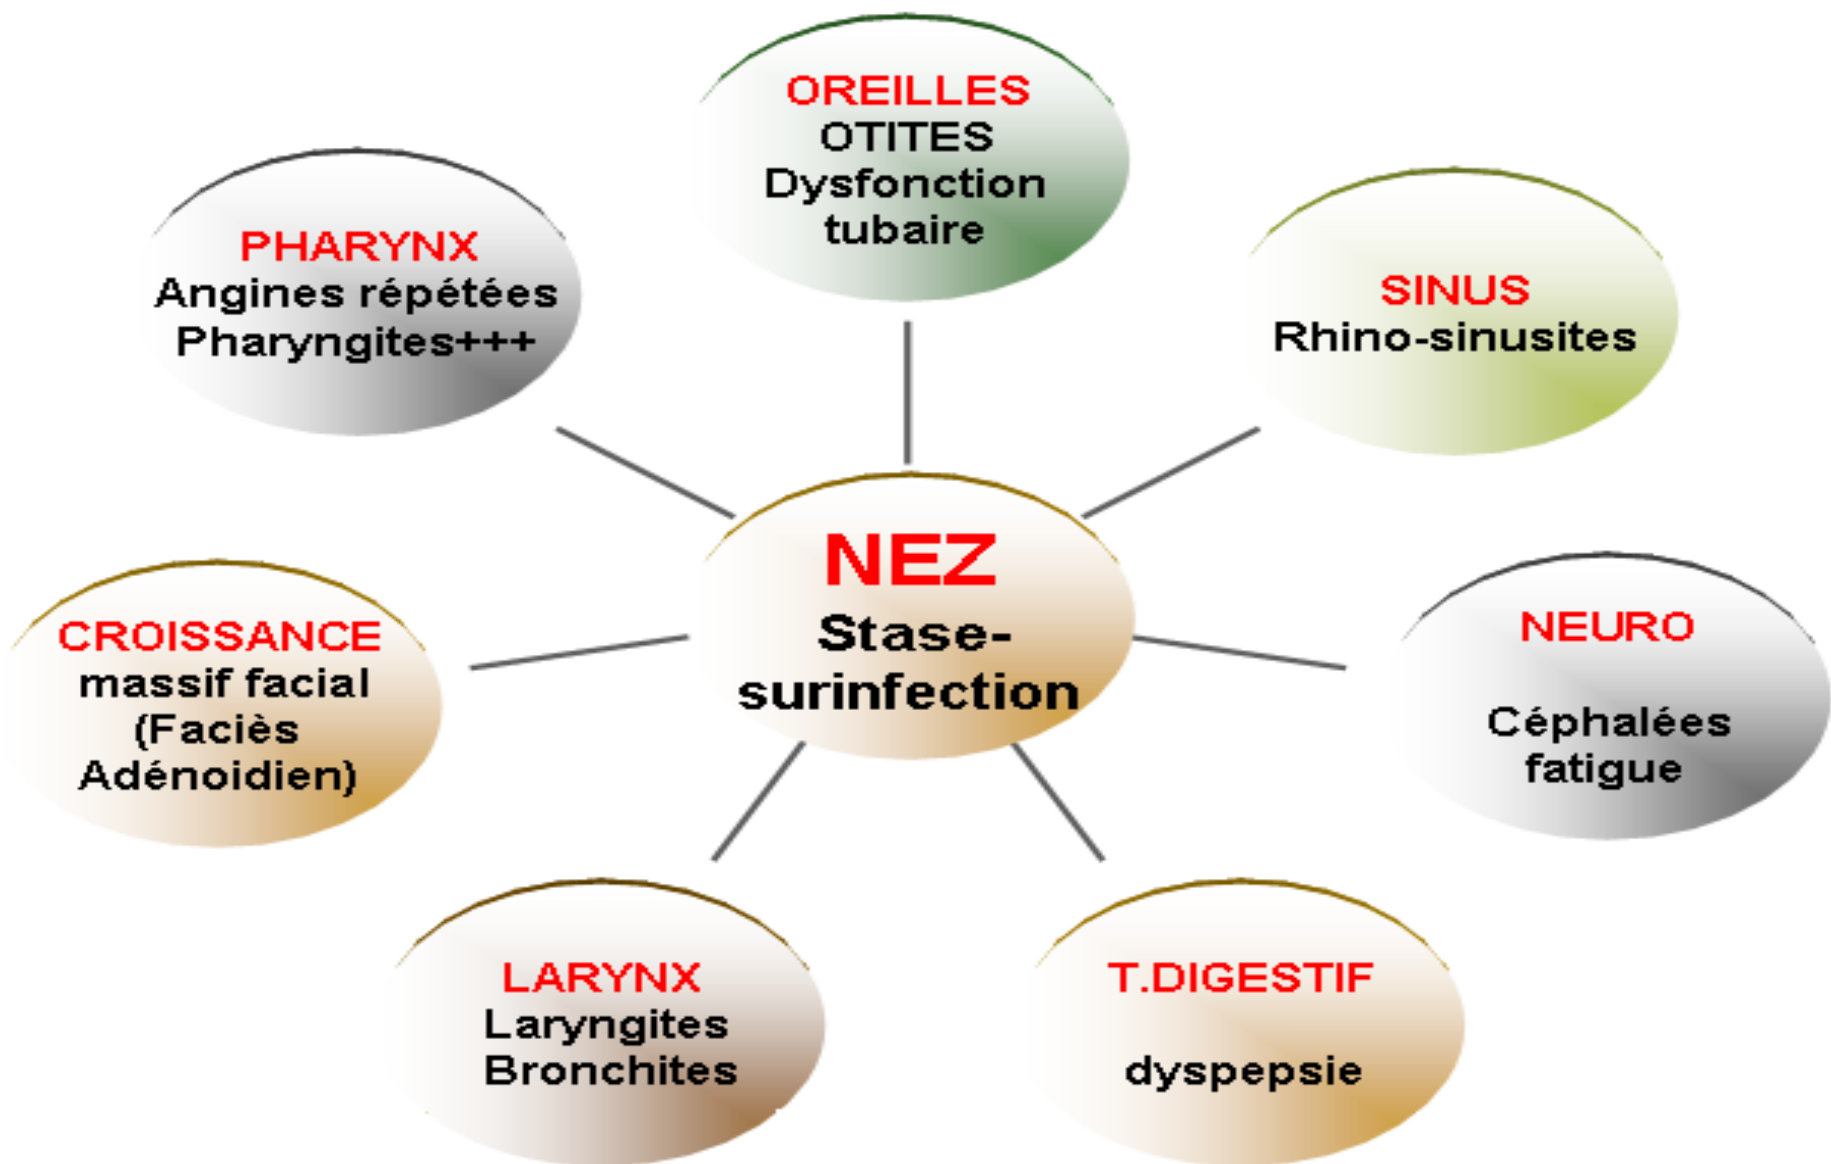 OREILLES
OTITES
Dysfonction
tubaire
PHARYNX
Angines répétées
Pharyngites+++
SINUS
Rhino-sinusites
NEZ
Stase-
surinfection
CROISSANCE
massif facial
(Faciès
Adénoidien)
NEURO
Céphalées
fatigue
LARYNX
Laryngites
Bronchites
T.DIGESTIF
dyspepsie